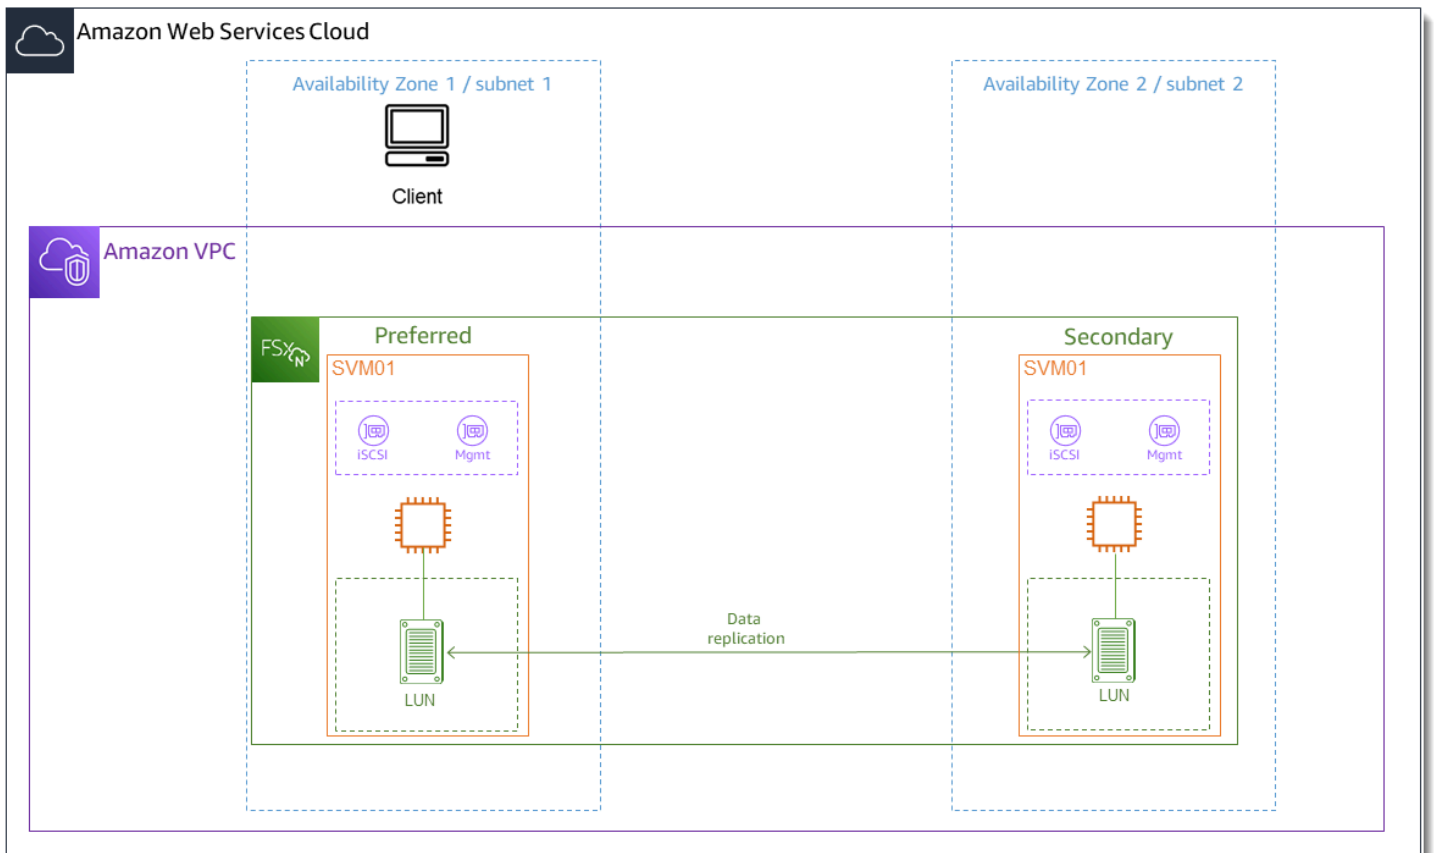 Amazon Web Services Cloud
Availability Zone 1 / subnet 1
Availability Zone 2 / subnet 2
Client
Amazon VPC
FSx
N
Preferred
Secondary
SVM01
SVM01
iSCSI
Mgmt
iSCSI
Mgmt
Data
replication
LUN
LUN